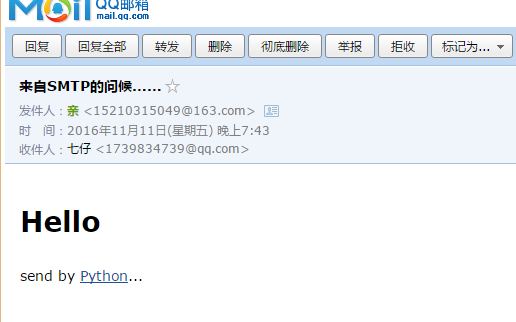 Mail QQ邮箱
mail.qq.com
回复 回复全部 转发 删除 彻底删除 举报 拒收 标记为...
来自SMTP的问候......
发件人：亲 <15210315049@163.com>
时 间：2016年11月11日(星期五) 晚上7:43
收件人：七仔 <1739834739@qq.com>
Hello
send by Python...